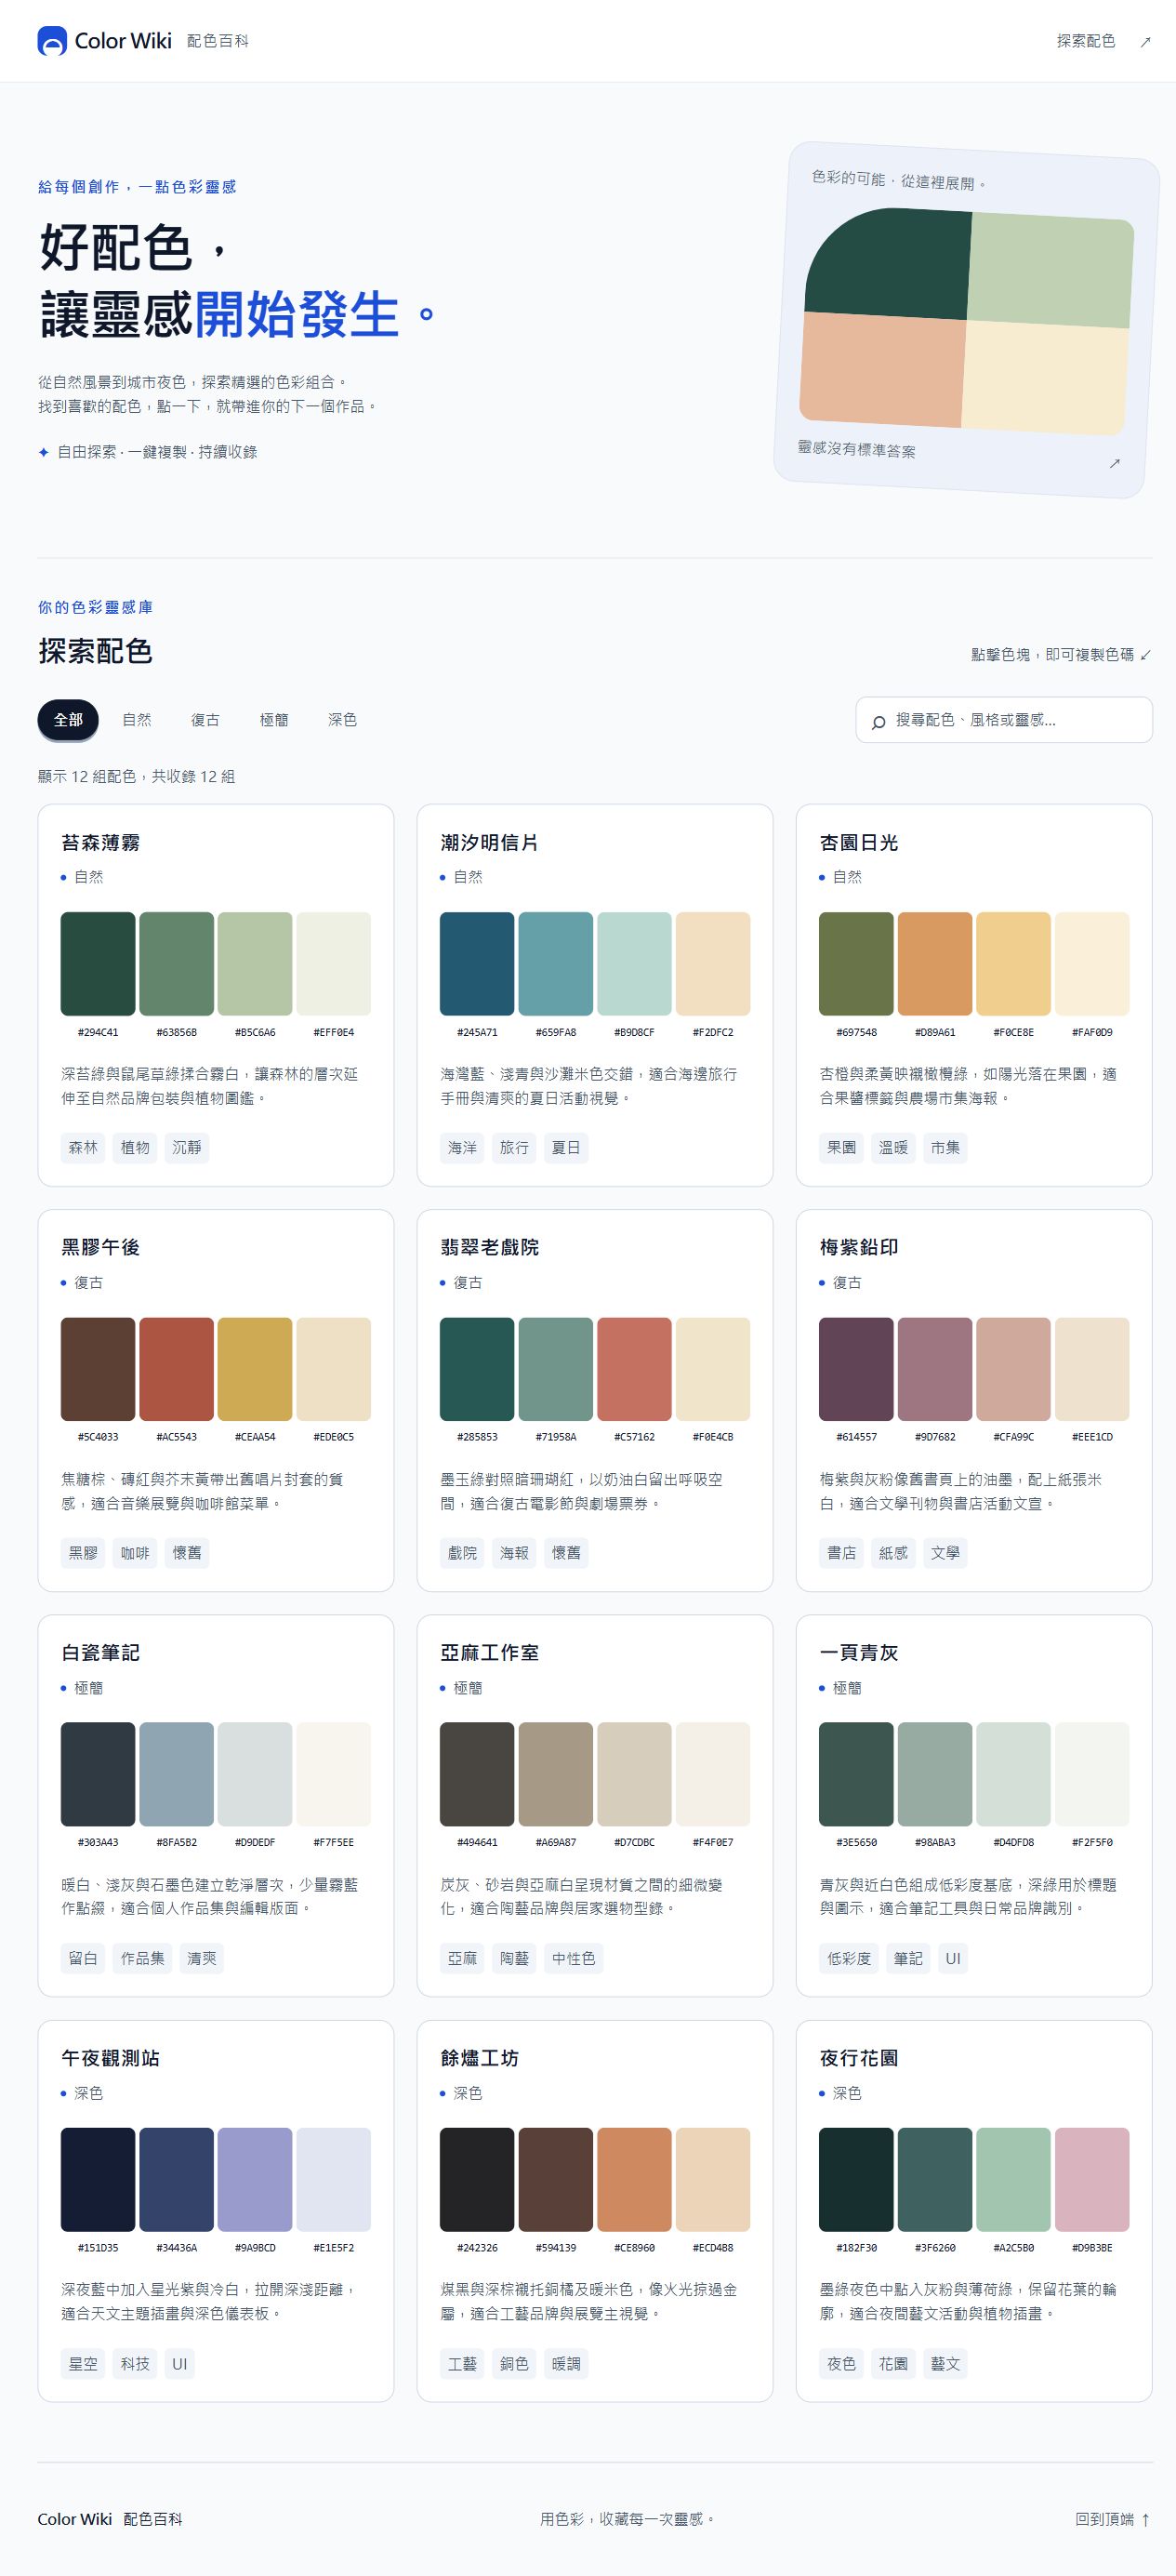 Color Wiki 配色百科
探索配色 ↗
給每個創作，一點色彩靈感
好配色，
讓靈感開始發生。
從自然風景到城市夜色，探索精選的色彩組合。
找到喜歡的配色，點一下，就帶進你的下一個作品。
✦ 自由探索 · 一鍵複製 · 持續收錄
色彩的可能，從這裡展開。
靈感沒有標準答案 ↗
你的色彩靈感庫
探索配色
點擊色塊，即可複製色碼 ↙
全部 自然 復古 極簡 深色
搜尋配色、風格或靈感...
顯示 12 組配色，共收錄 12 組
苔森薄霧
自然
#294C41 #63856B #B5C6A6 #EFF0E4
深苔綠與鼠尾草綠揉合霧白，讓森林的層次延
伸至自然品牌包裝與植物圖鑑。
森林 植物 沉靜
潮汐明信片
自然
#245A71 #659FA8 #B9D8CF #F2DFC2
海灣藍、淺青與沙灘米色交錯，適合海邊旅行
手冊與清爽的夏日活動視覺。
海洋 旅行 夏日
杏園日光
自然
#697548 #D89A61 #F0CE8E #FAF0D9
杏橙與柔黃映襯橄欖綠，如陽光落在果園，適
合果醬標籤與農場市集海報。
果園 溫暖 市集
黑膠午後
復古
#5C4033 #AC5543 #CEAA54 #EDE0C5
焦糖棕、磚紅與芥末黃帶出舊唱片封套的質
感，適合音樂展覽與咖啡館菜單。
黑膠 咖啡 懷舊
翡翠老戲院
復古
#285853 #71958A #C57162 #F0E4CB
墨玉綠對照暗珊瑚紅，以奶油白留出呼吸空
間，適合復古電影節與劇場票券。
戲院 海報 懷舊
梅紫鉛印
復古
#614557 #9D7682 #CFA99C #EEE1CD
梅紫與灰粉像舊書頁上的油墨，配上紙張米
白，適合文學刊物與書店活動文宣。
書店 紙感 文學
白瓷筆記
極簡
#303A43 #8FA5B2 #D9DEDF #F7F5EE
暖白、淺灰與石墨色建立乾淨層次，少量霧藍
作點綴，適合個人作品集與編輯版面。
留白 作品集 清爽
亞麻工作室
極簡
#494641 #A69A87 #D7CDBC #F4F0E7
炭灰、砂岩與亞麻白呈現材質之間的細微變
化，適合陶藝品牌與居家選物型錄。
亞麻 陶藝 中性色
一頁青灰
極簡
#3E5650 #98ABA3 #D4DFD8 #F2F5F0
青灰與近白色組成低彩度基底，深綠用於標題
與圖示，適合筆記工具與日常品牌識別。
低彩度 筆記 UI
午夜觀測站
深色
#151D35 #34436A #9A9BCD #E1E5F2
深夜藍中加入星光紫與冷白，拉開深淺距離，
適合天文主題插畫與深色儀表板。
星空 科技 UI
餘燼工坊
深色
#242326 #594139 #CE8960 #ECD4B8
煤黑與深棕襯托銅橘及暖米色，像火光掠過金
屬，適合工藝品牌與展覽主視覺。
工藝 銅色 暖調
夜行花園
深色
#182F30 #3F6260 #A2C5B0 #D9B3BE
墨綠夜色中點入灰粉與薄荷綠，保留花葉的輪
廓，適合夜間藝文活動與植物插畫。
夜色 花園 藝文
Color Wiki 配色百科
用色彩，收藏每一次靈感。
回到頂端 ↑